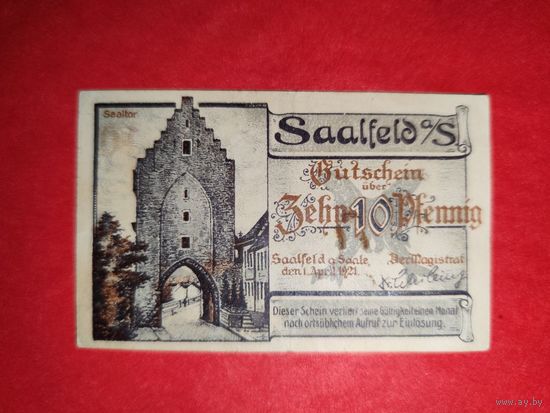 Saaltor
Saalfeld a/S.
Gutschein
über
Zehn 10 Pfennig
Saalfeld a. Saale, Der Magistrat
den 1. April 1921.
Dieser Schein verliert seine Gültigkeit einen Monat
nach ortsüblichem Aufruf zur Einlösung.
www.ay.by